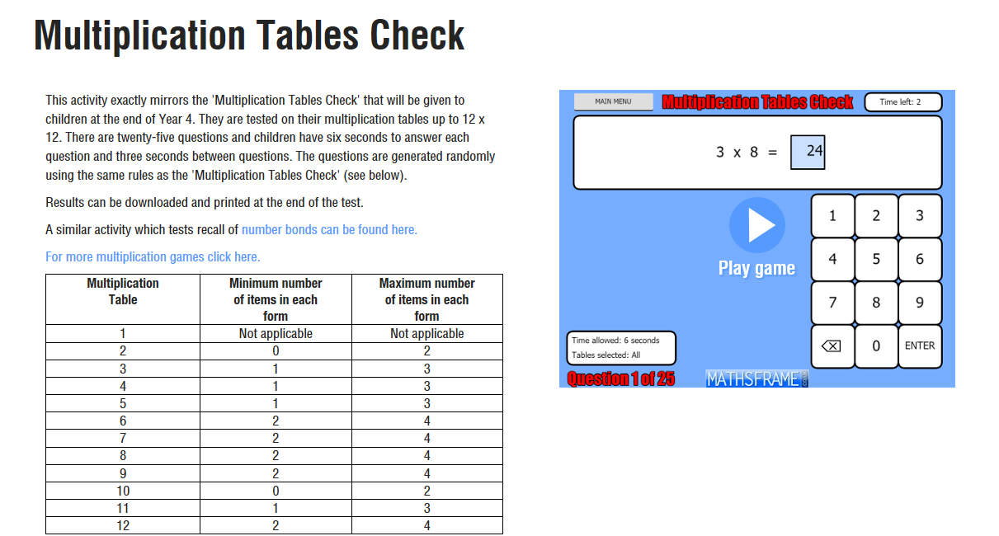 Multiplication Tables Check
This activity exactly mirrors the 'Multiplication Tables Check' that will be given to
children at the end of Year 4. They are tested on their multiplication tables up to 12 x
12. There are twenty-five questions and children have six seconds to answer each
question and three seconds between questions. The questions are generated randomly
using the same rules as the 'Multiplication Tables Check' (see below).
Results can be downloaded and printed at the end of the test.
A similar activity which tests recall of number bonds can be found here.
For more multiplication games click here.
Multiplication Table Minimum number of items in each form Maximum number of items in each form
1 Not applicable Not applicable
2 0 2
3 1 3
4 1 3
5 1 3
6 2 4
7 2 4
8 2 4
9 2 4
10 0 2
11 1 3
12 2 4
MAIN MENU Multiplication Tables Check Time left: 2
3 x 8 = 24
1 2 3
Play game
4 5 6
7 8 9
0 ENTER
Time allowed: 6 seconds
Tables selected: All
Question 1 of 25
MATHSFRAME